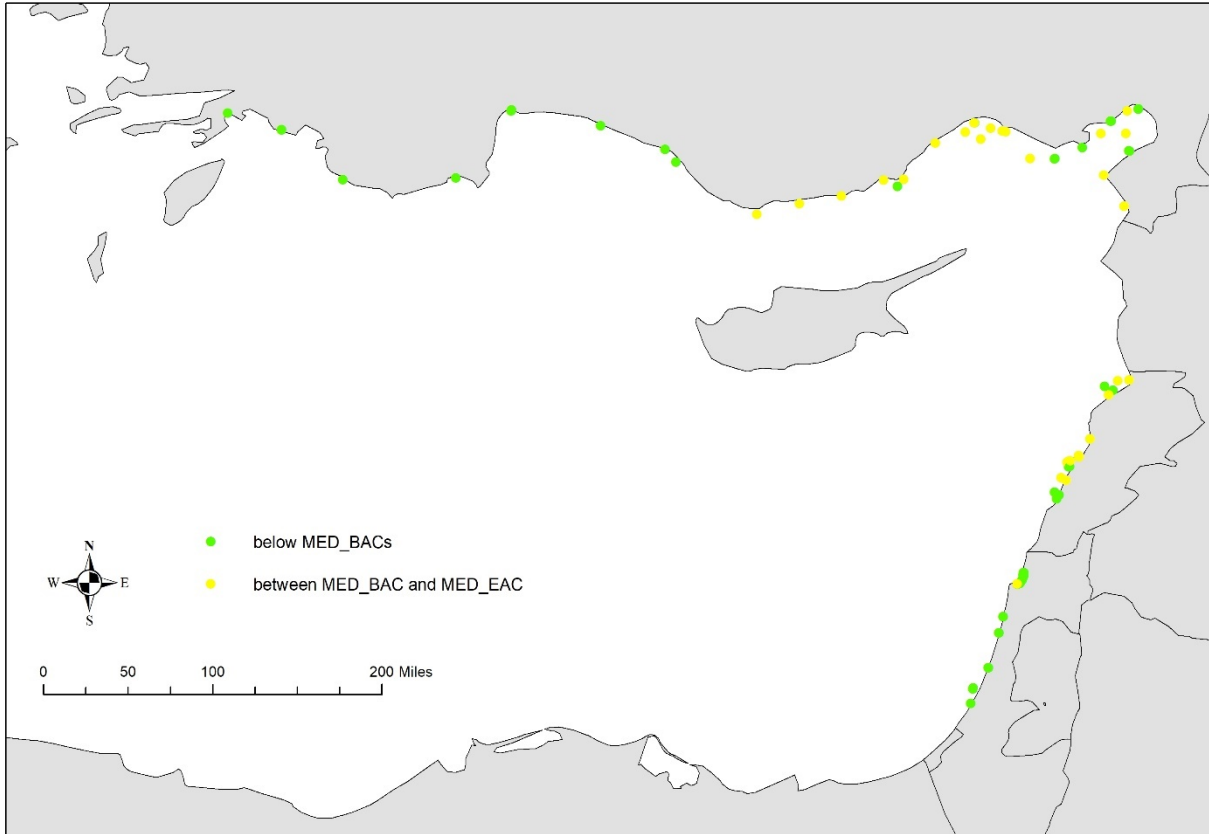 below MED_BACs
N
W E
between MED_BAC and MED_EAC
S
0 50 100 200 Miles